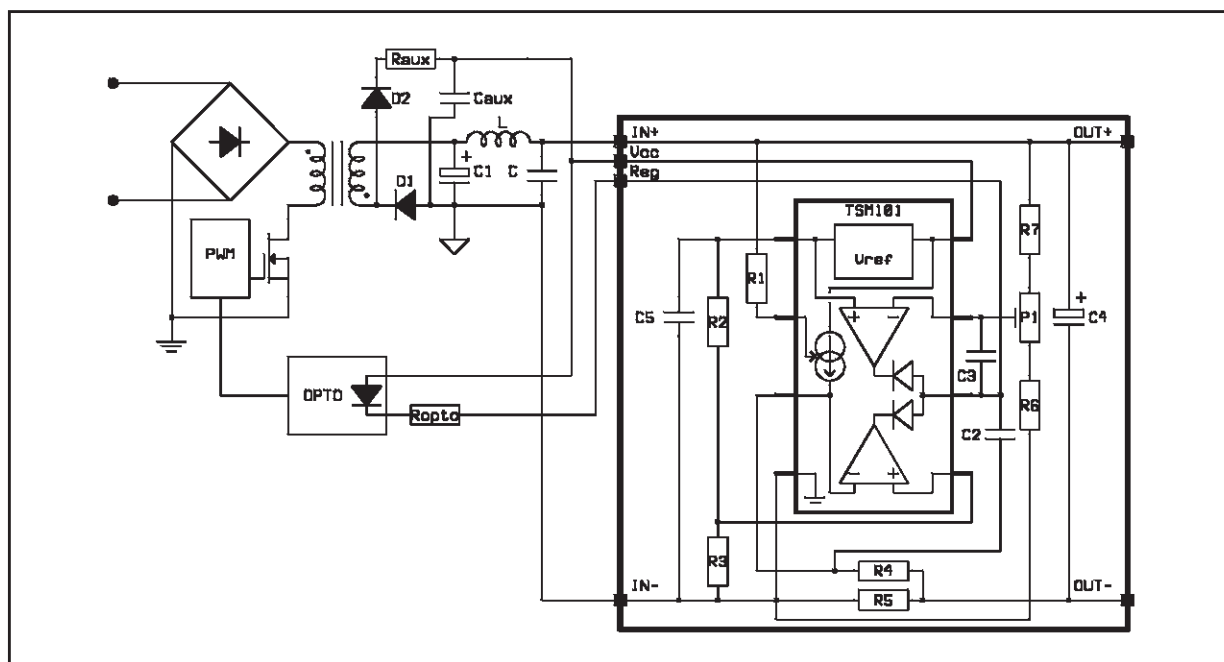 Raux
D2
Caux
L
IN+
OUT+
Vcc
Reg
+
C1
C
D1
TSM101
PWM
Vref
R7
R1
C5
R2
+
-
P1
+
C4
C3
OPTO
Ropto
R6
C2
-
+
R3
R4
IN-
OUT-
R5